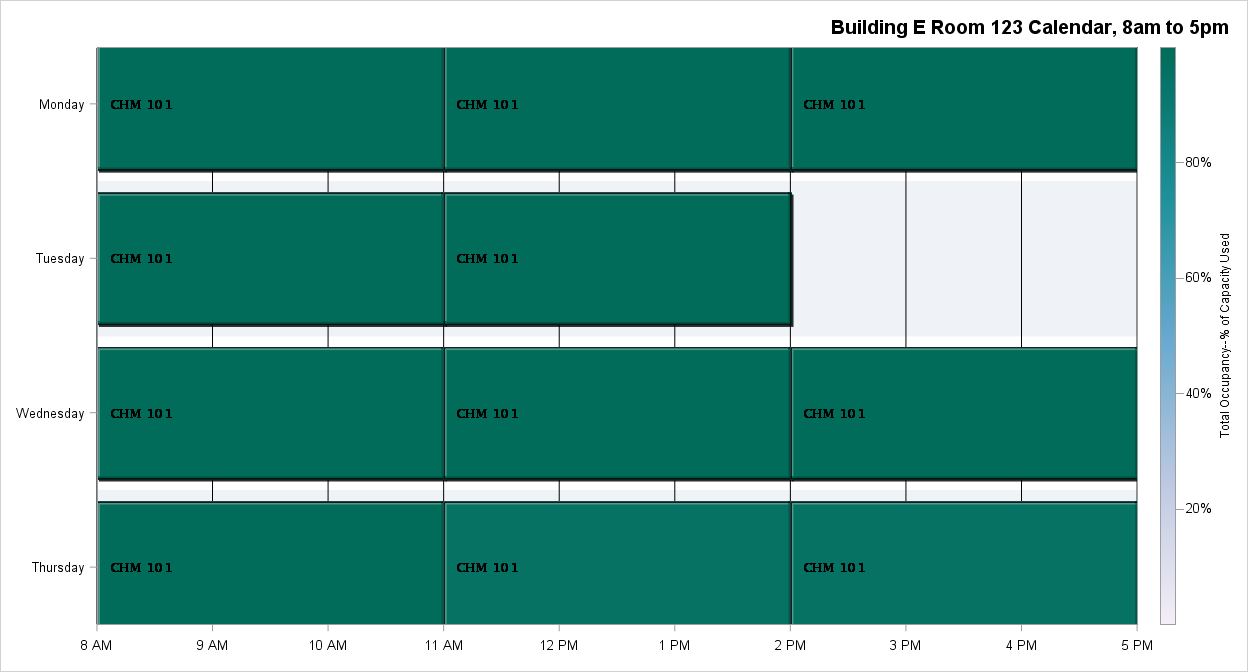 Building E Room 123 Calendar, 8am to 5pm
Monday
CHM 101
CHM 101
CHM 101
Tuesday
CHM 101
CHM 101
Wednesday
CHM 101
CHM 101
CHM 101
Thursday
CHM 101
CHM 101
CHM 101
8 AM
9 AM
10 AM
11 AM
12 PM
1 PM
2 PM
3 PM
4 PM
5 PM
80%
60%
40%
20%
Total Occupancy--% of Capacity Used